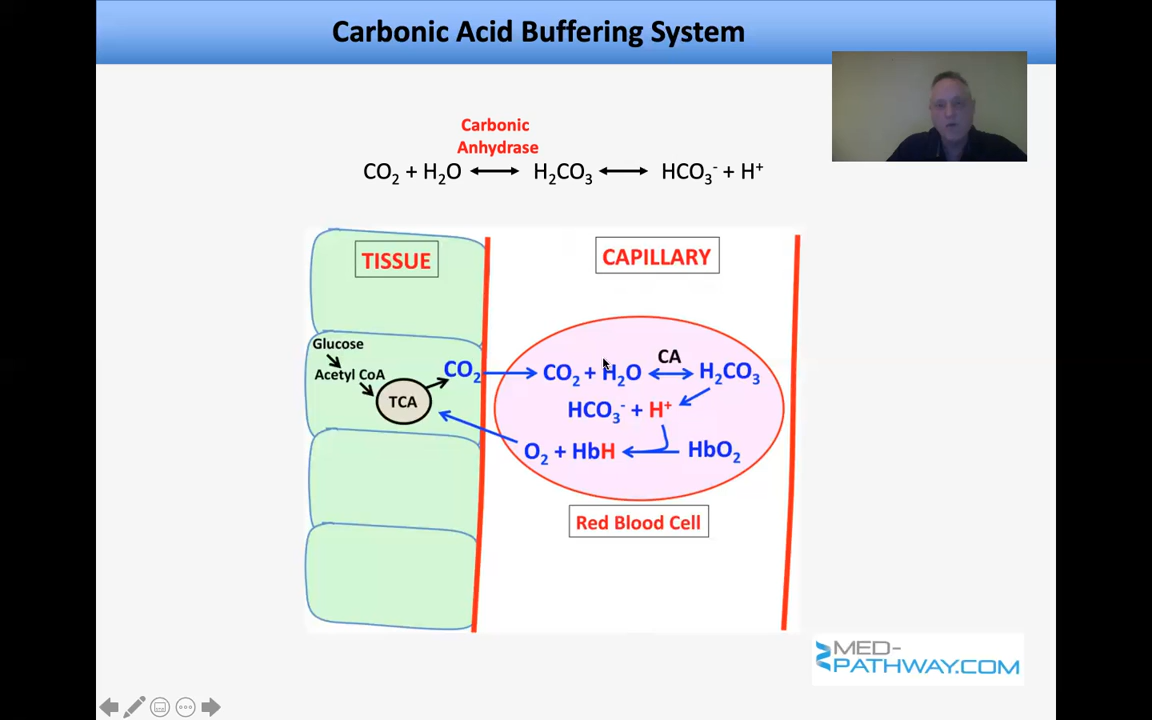 Carbonic Acid Buffering System
Carbonic
Anhydrase
CO₂ + H₂O ⟷ H₂CO₃ ⟷ HCO₃⁻ + H⁺
TISSUE
CAPILLARY
Glucose
Acetyl CoA
TCA
CO₂
CA
CO₂ + H₂O ⟷ H₂CO₃
HCO₃⁻ + H⁺
O₂ + HbH ← HbO₂
Red Blood Cell
MED-
PATHWAY.COM